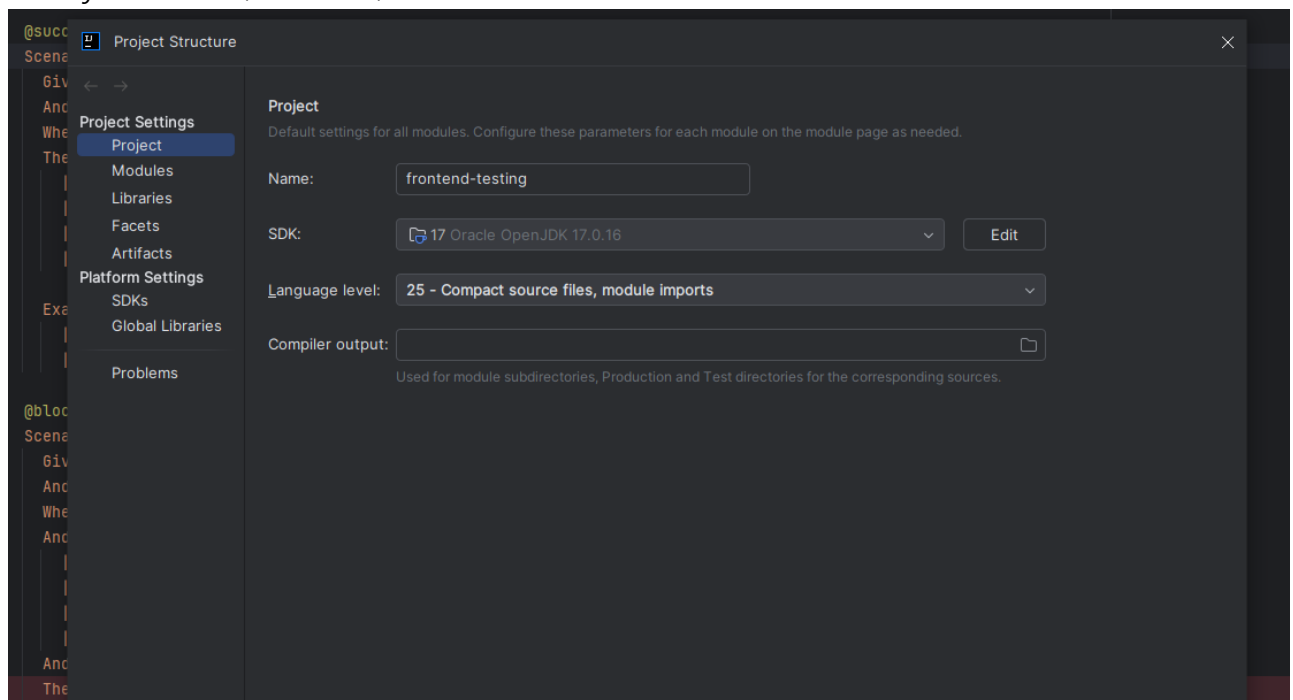 @succ
Scena
Giv
And
Whe
The
|
|
|
|
Exa
|
|
@bloc
Scena
Giv
And
Whe
And
|
|
|
|
And
The
Project Structure
Project Settings
Project
Modules
Libraries
Facets
Artifacts
Platform Settings
SDKs
Global Libraries
Problems
Project
Default settings for all modules. Configure these parameters for each module on the module page as needed.
Name: frontend-testing
SDK: 17 Oracle OpenJDK 17.0.16 Edit
Language level: 25 - Compact source files, module imports
Compiler output:
Used for module subdirectories, Production and Test directories for the corresponding sources.